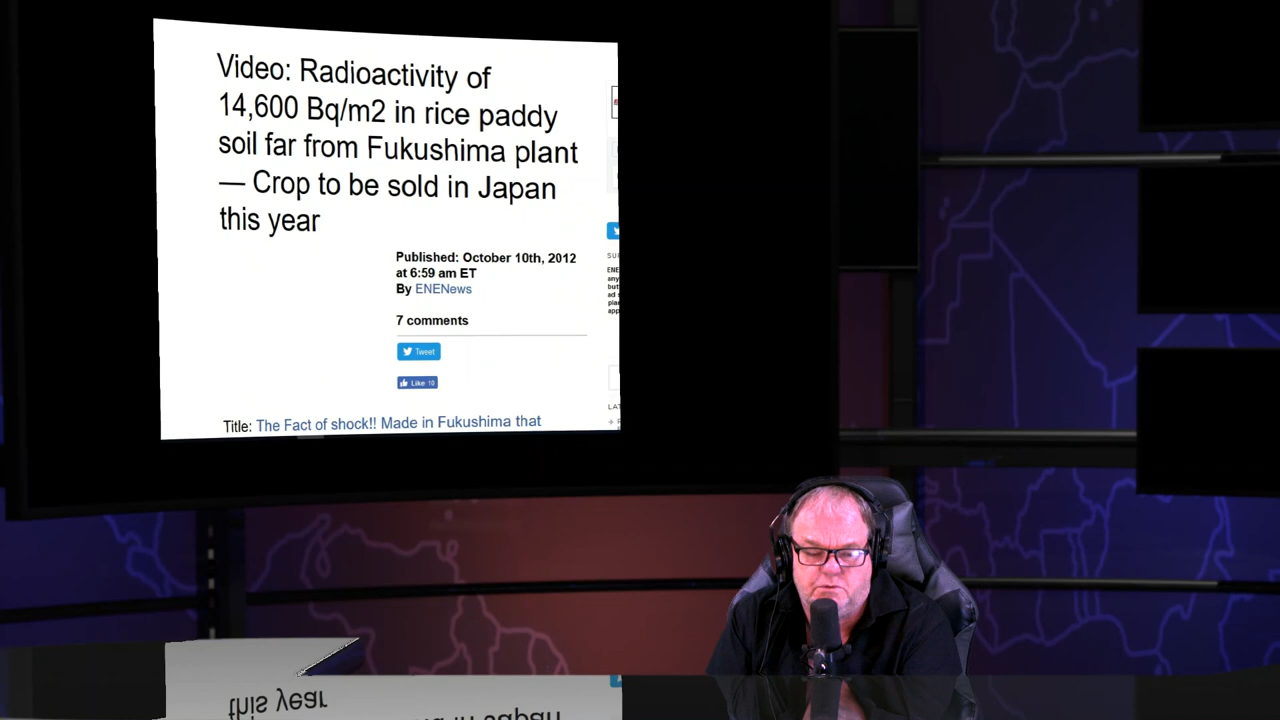 Video: Radioactivity of
14,600 Bq/m2 in rice paddy
soil far from Fukushima plant
— Crop to be sold in Japan
this year
Published: October 10th, 2012
at 6:59 am ET
By ENENews
7 comments
Tweet
Like 10
Title: The Fact of shock!! Made in Fukushima that
this year